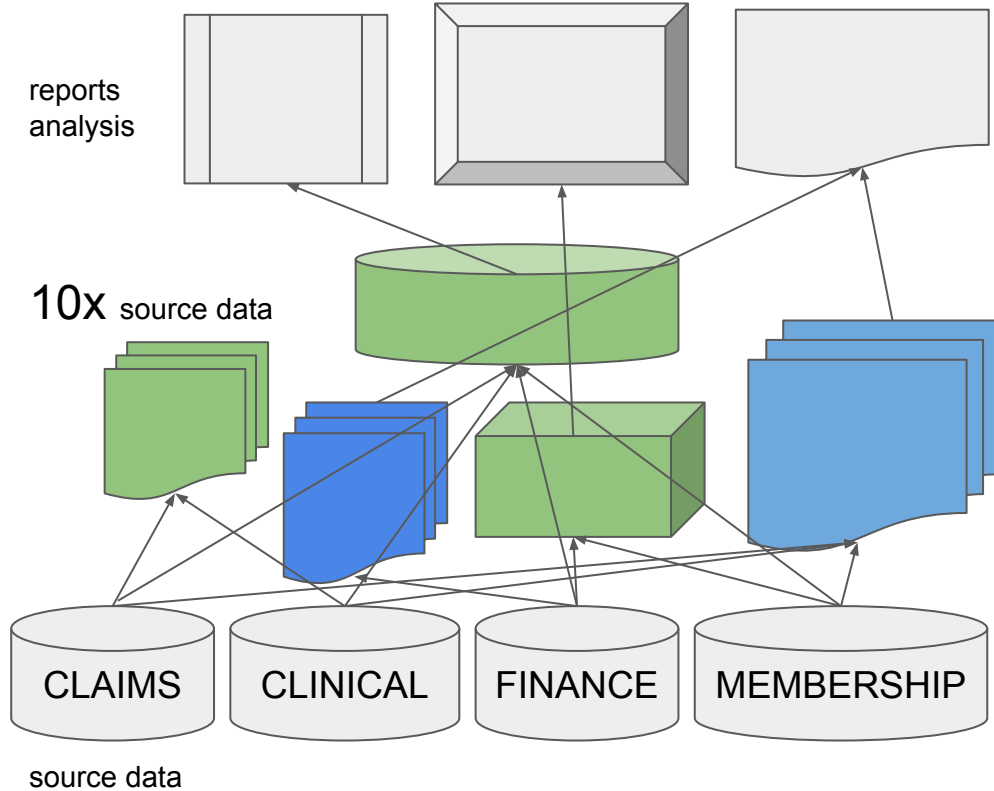 reports
analysis
10x source data
CLAIMS
CLINICAL
FINANCE
MEMBERSHIP
source data